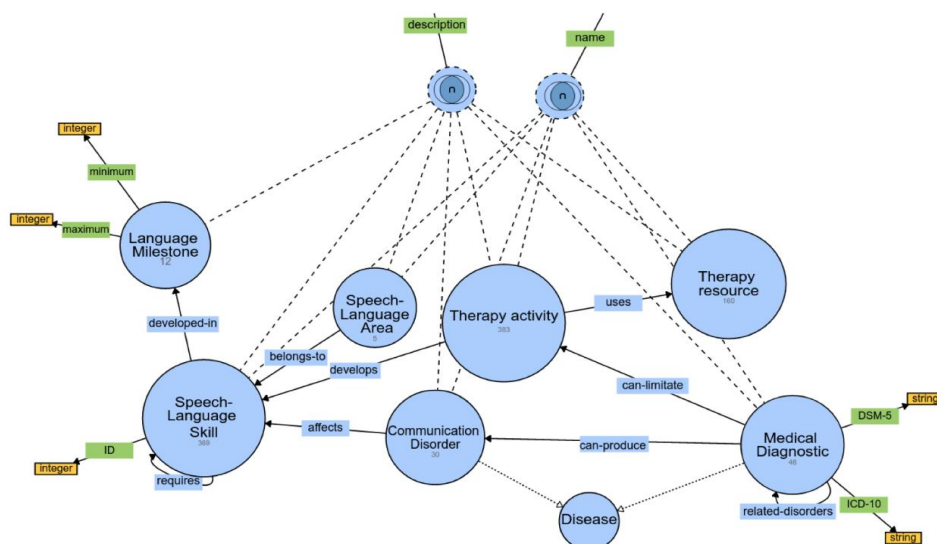 description
name
n
n
integer
minimum
integer
maximum
Language
Milestone
12
Therapy
resource
160
Speech-
Language
Area
5
Therapy activity
383
uses
developed-in
belongs-to
develops
can-limitate
Speech-
Language
Skill
389
DSM-5
string
affects
Communication
Disorder
30
can-produce
Medical
Diagnostic
46
ID
integer
requires
related-disorders
ICD-10
Disease
string